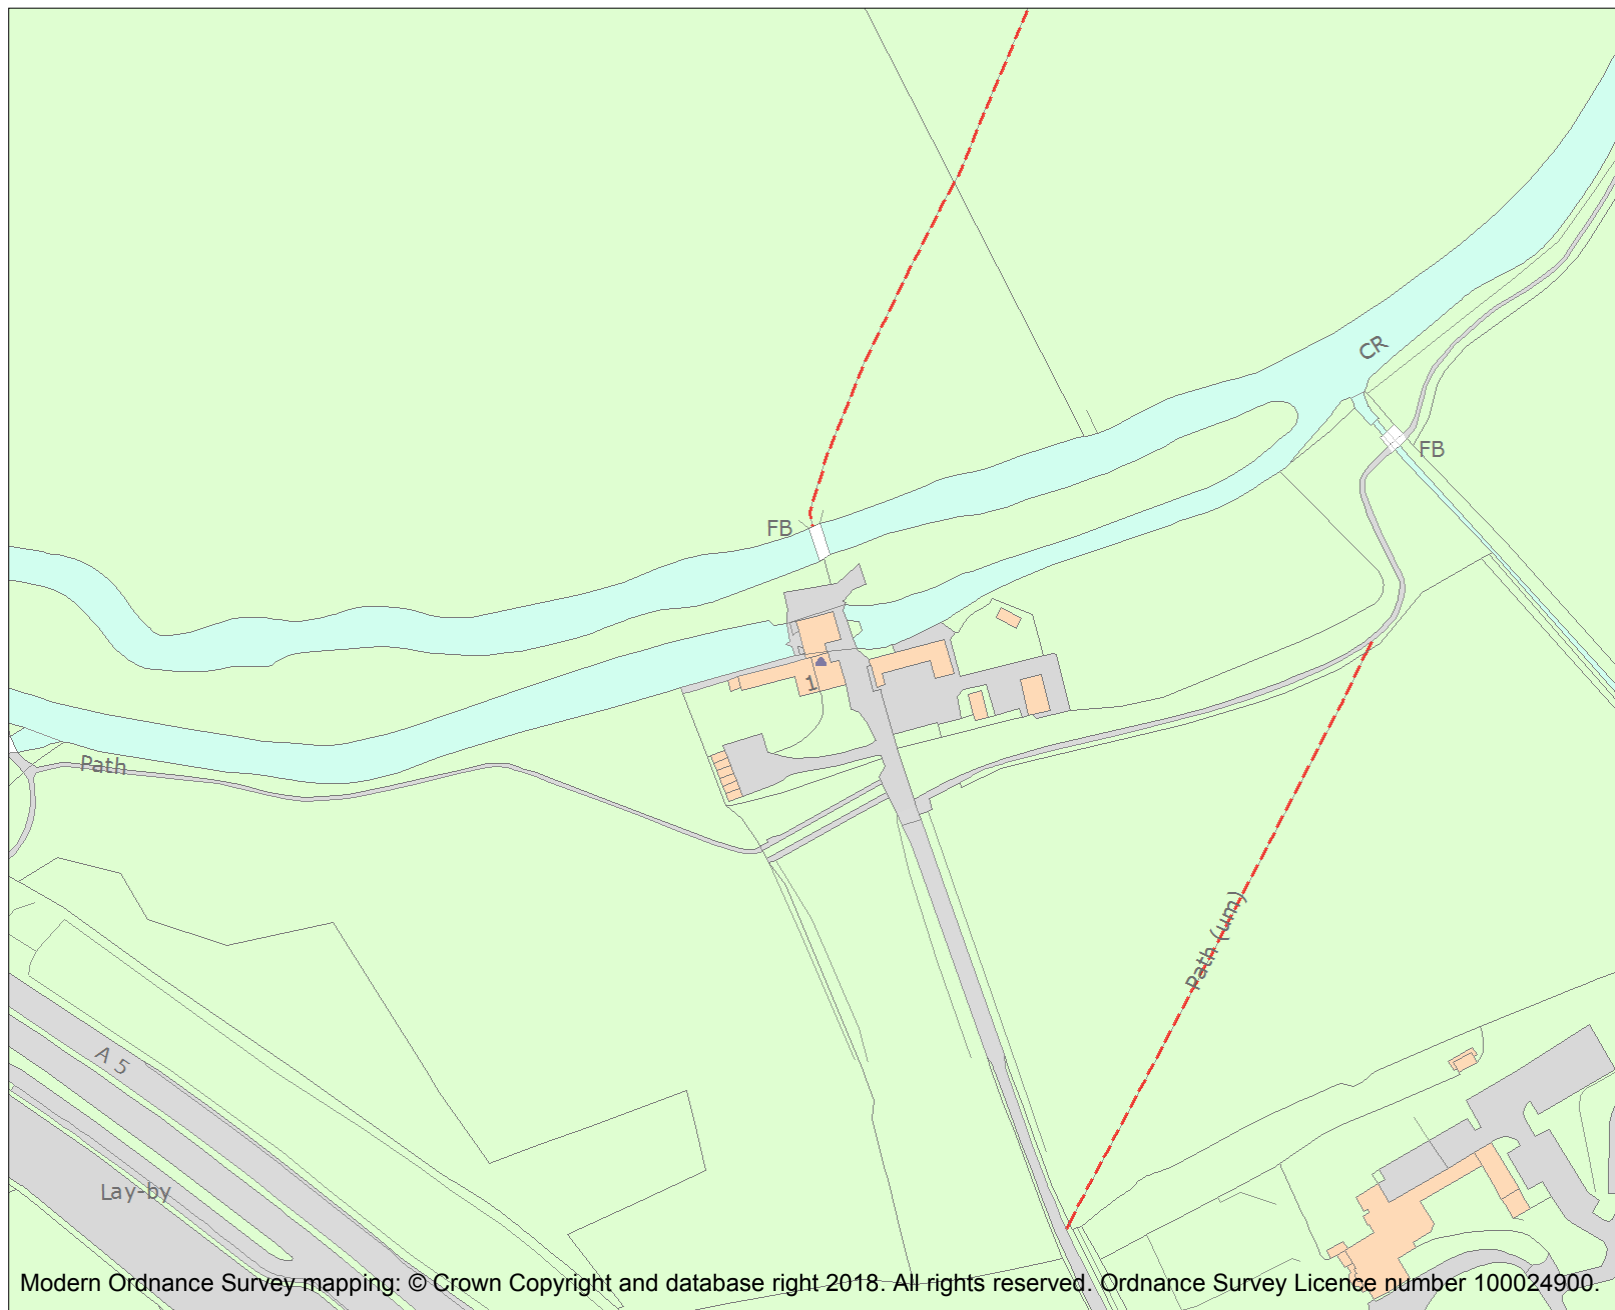 CR
FB
FB
1
Path
Path (um)
A 5
Lay-by
Modern Ordnance Survey mapping: © Crown Copyright and database right 2018. All rights reserved. Ordnance Survey Licence number 100024900.